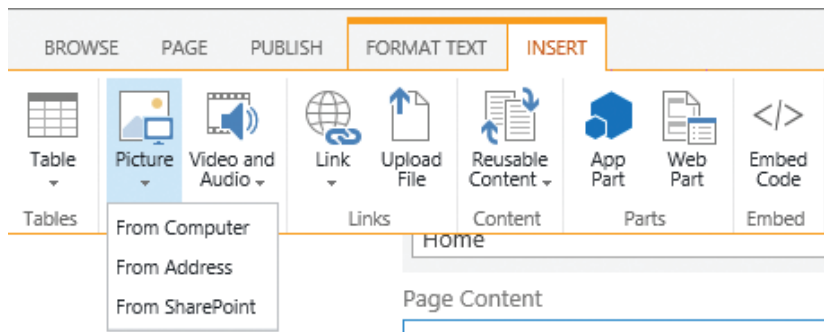 BROWSE PAGE PUBLISH FORMAT TEXT INSERT
Table
Picture
Video and
Audio
Link
Upload
File
Reusable
Content
App
Part
Web
Part
</>
Embed
Code
Tables
Links
Content
Parts
Embed
From Computer
From Address
From SharePoint
Home
Page Content